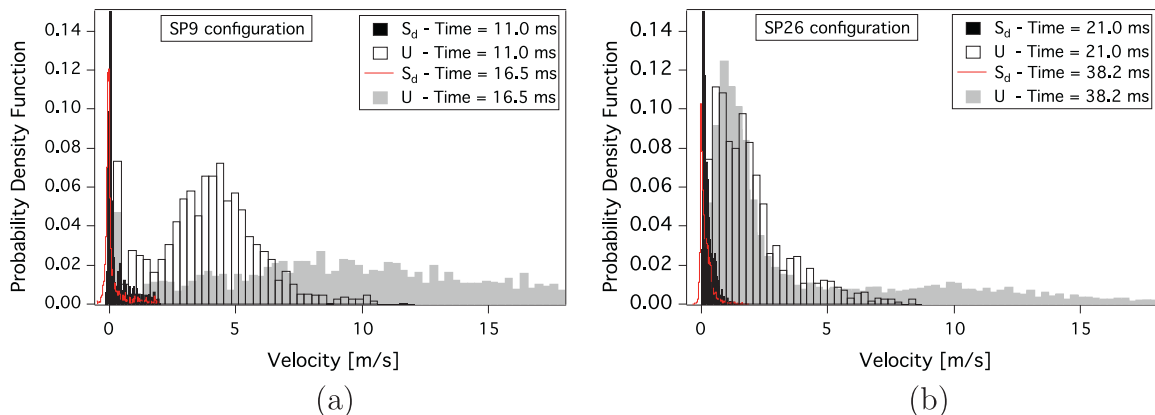 SP9 configuration
S_d - Time = 11.0 ms
U - Time = 11.0 ms
S_d - Time = 16.5 ms
U - Time = 16.5 ms
Probability Density Function
0.14
0.12
0.10
0.08
0.06
0.04
0.02
0.00
0 5 10 15
Velocity [m/s]
(a)
SP26 configuration
S_d - Time = 21.0 ms
U - Time = 21.0 ms
S_d - Time = 38.2 ms
U - Time = 38.2 ms
Probability Density Function
0.14
0.12
0.10
0.08
0.06
0.04
0.02
0.00
0 5 10 15
Velocity [m/s]
(b)